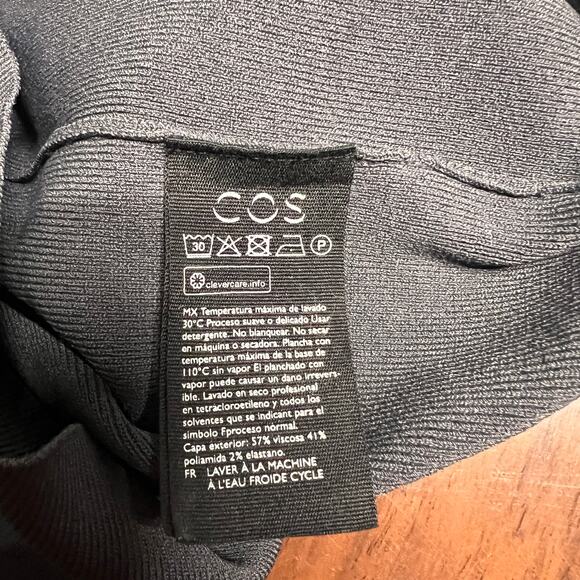 COS
30 P
clevercare.info
MX Temperatura máxima de lavado
30°C Proceso suave o delicado Usar
detergente. No blanquear. No secar
en máquina o secadora. Plancha con
temperatura máxima de la base de
110°C sin vapor El planchado con
vapor puede causar un dano irrevers-
ible. Lavado en seco profesional
en tetracloroetileno y todos los
solventes que se indican para el
simbolo Fproceso normal.
Capa exterior: 57% viscosa 41%
poliamida 2% elastano.
FR LAVER À LA MACHINE
À L'EAU FROIDE CYCLE